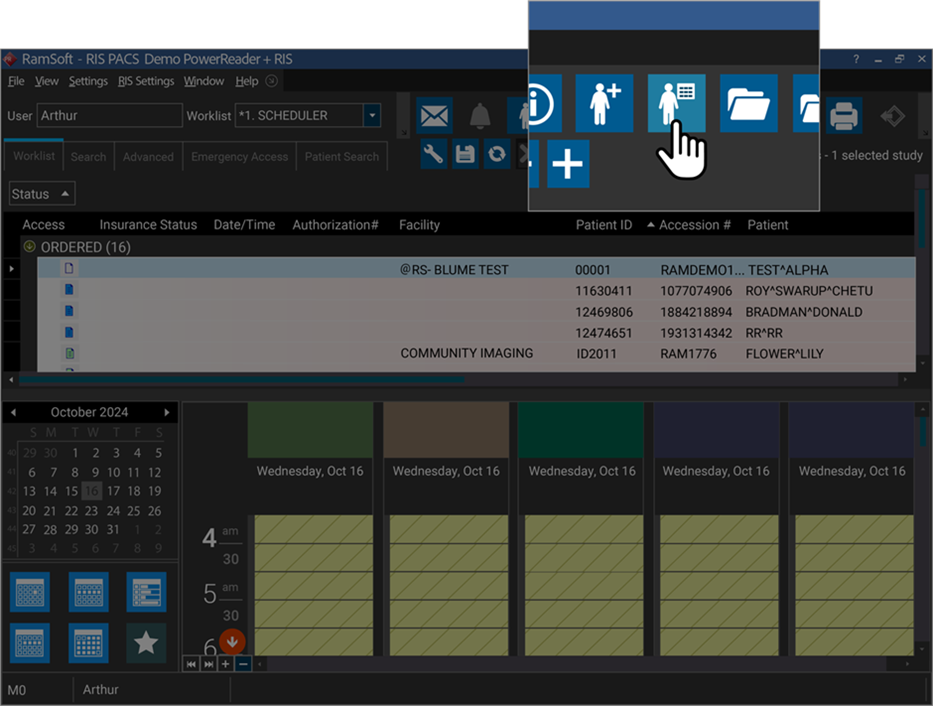 RamSoft - RIS PACS Demo PowerReader + RIS
File View Settings RIS Settings Window Help
User Arthur Worklist *1. SCHEDULER
Worklist Search Advanced Emergency Access Patient Search
- 1 selected study
Status
Access Insurance Status Date/Time Authorization# Facility Patient ID Accession # Patient
ORDERED (16)
@RS- BLUME TEST 00001 RAMDEMO1... TEST^ALPHA
11630411 1077074906 ROY^SWARUP^CHETU
12469806 1884218894 BRADMAN^DONALD
12474651 1931314342 RR^RR
COMMUNITY IMAGING ID2011 RAM1776 FLOWER^LILY
October 2024
S M T W T F S
40 29 30 1 2 3 4 5
41 6 7 8 9 10 11 12
42 13 14 15 16 17 18 19
43 20 21 22 23 24 25 26
44 27 28 29 30 31 1 2
45 3 4 5 6 7 8 9
Wednesday, Oct 16 Wednesday, Oct 16 Wednesday, Oct 16 Wednesday, Oct 16 Wednesday, Oct 16
4 am
30
5 am
30
6
M0 Arthur